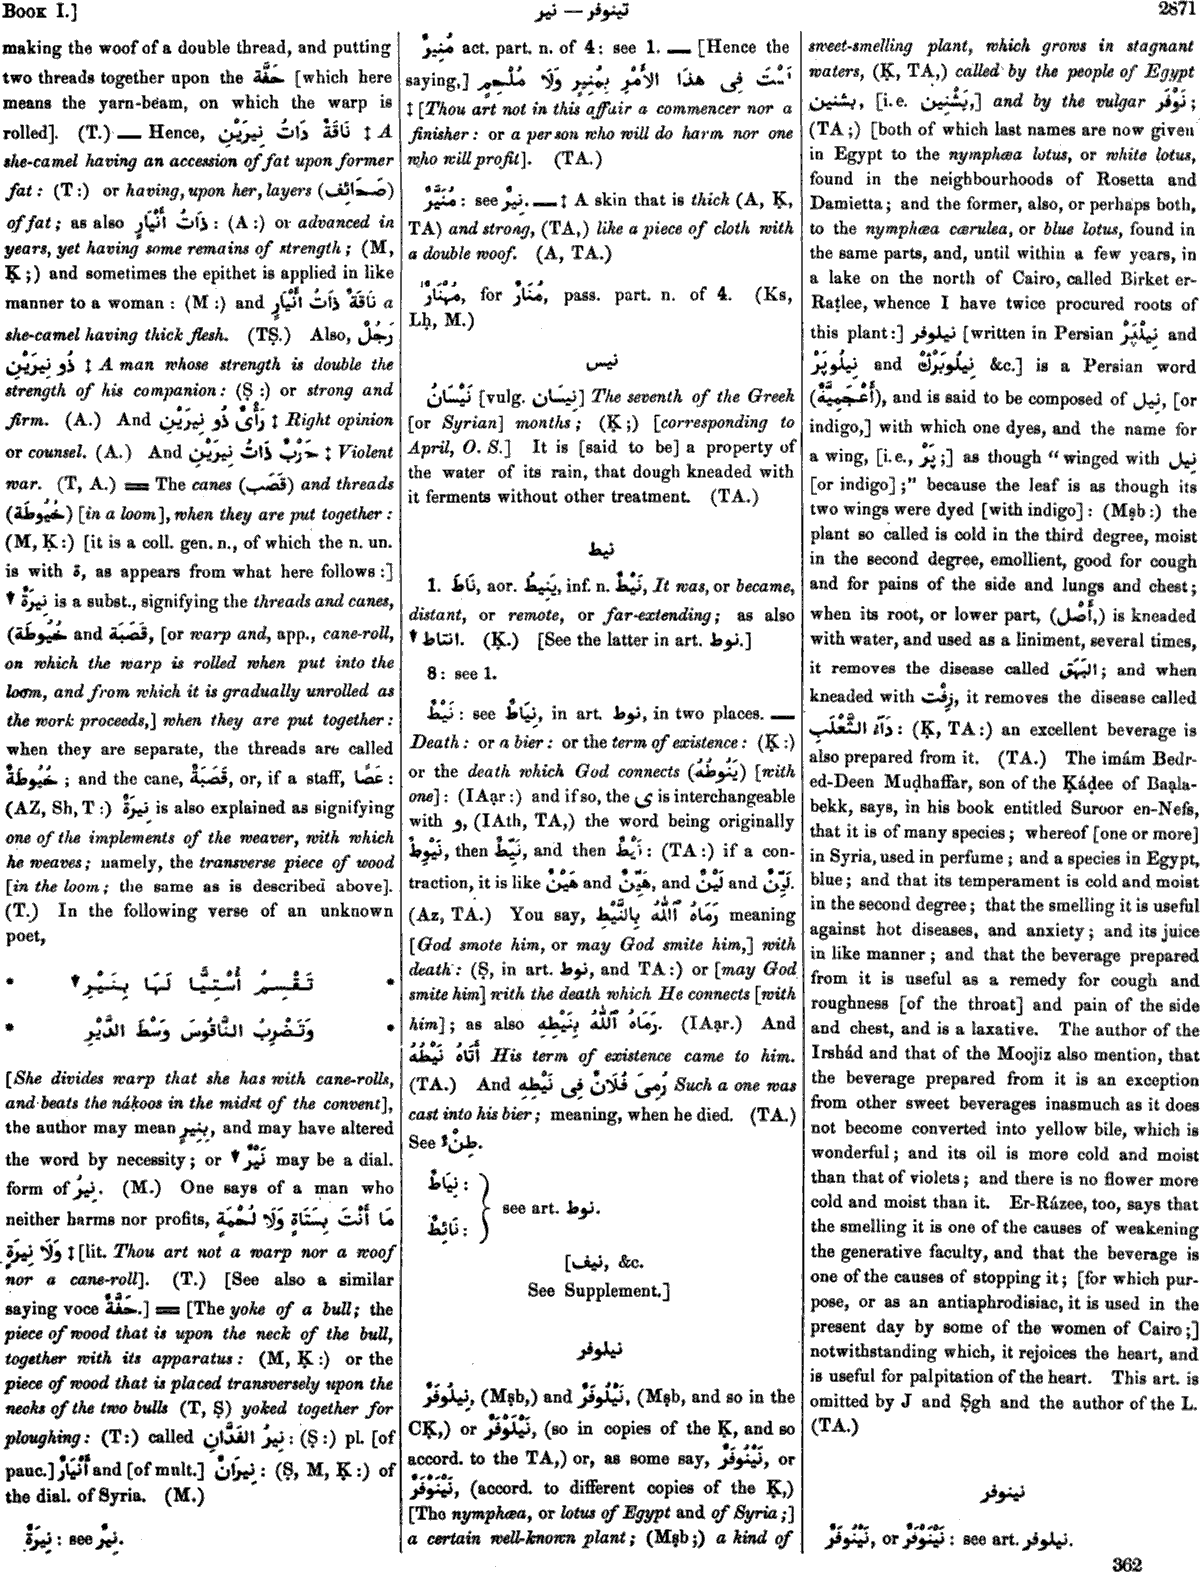 BOOK I.]
نير — تينوفر
2871
making the woof of a double thread, and putting
two threads together upon the حَفَّة [which here
means the yarn-beam, on which the warp is
rolled]. (T.) — Hence, نَاقَةٌ ذَاتُ نِيرَيْنِ ‡ A
she-camel having an accession of fat upon former
fat: (T:) or having, upon her, layers (صَحَائِف)
of fat; as also ذَاتُ أَنْيَارٍ: (A:) or advanced in
years, yet having some remains of strength; (M,
Ḳ;) and sometimes the epithet is applied in like
manner to a woman: (M:) and نَاقَةٌ ذَاتُ أَنْيَارٍ a
she-camel having thick flesh. (TṢ.) Also, رَجُلٌ
ذُو نِيرَيْنِ ‡ A man whose strength is double the
strength of his companion: (Ṣ:) or strong and
firm. (A.) And رَأْىٌ ذُو نِيرَيْنِ ‡ Right opinion
or counsel. (A.) And حَرْبٌ ذَاتُ نِيرَيْنِ ‡ Violent
war. (T, A.) ═ The canes (قَصَب) and threads
(خُيُوطَة) [in a loom], when they are put together:
(M, Ḳ:) [it is a coll. gen. n., of which the n. un.
is with ة, as appears from what here follows:]
▾ نِيرَةٌ is a subst., signifying the threads and canes,
(خُيُوطَة and قَصَبَة, [or warp and, app., cane-roll,
on which the warp is rolled when put into the
loom, and from which it is gradually unrolled as
the work proceeds,] when they are put together:
when they are separate, the threads are called
خُيُوطَةٌ; and the cane, قَصَبَةٌ, or, if a staff, عَصًا:
(AZ, Sh, T:) نِيرَةٌ is also explained as signifying
one of the implements of the weaver, with which
he weaves; namely, the transverse piece of wood
[in the loom; the same as is described above].
(T.) In the following verse of an unknown
poet,
* تَقْسِمُ أُسْتِيًّا لَهَا بِنَيْرِ ▾ *
* وَتَضْرِبُ النَّاقُوسَ وَسْطَ الدَّيْرِ *
[She divides warp that she has with cane-rolls,
and beats the náḳoos in the midst of the convent],
the author may mean بِنِيرٍ, and may have altered
the word by necessity; or ▾ نَيْرٌ may be a dial.
form of نِيرٌ. (M.) One says of a man who
neither harms nor profits, مَا أَنْتَ بِسَتَاةٍ وَلَا لُحْمَةٍ
وَلَا نِيرَةٍ ‡ [lit. Thou art not a warp nor a woof
nor a cane-roll]. (T.) [See also a similar
saying voce حَفَّةٌ.] ═ [The yoke of a bull; the
piece of wood that is upon the neck of the bull,
together with its apparatus: (M, Ḳ:) or the
piece of wood that is placed transversely upon the
necks of the two bulls (T, Ṣ) yoked together for
ploughing: (T:) called نِيرُ الفَدَّانِ: (Ṣ:) pl. [of
pauc.] أَنْيَارٌ and [of mult.] نِيرَانٌ: (Ṣ, M, Ḳ:) of
the dial. of Syria. (M.)
نِيرَةٌ: see نِيرٌ.
مُنِيرٌ act. part. n. of 4: see 1. — [Hence the
saying,] لَسْتَ فِى هٰذَا الأَمْرِ بِمُنِيرٍ وَلَا مُلْحِمٍ
‡ [Thou art not in this affair a commencer nor a
finisher: or a person who will do harm nor one
who will profit]. (TA.)
مُنَيَّرٌ: see نِيرٌ. — ‡ A skin that is thick (A, Ḳ,
TA) and strong, (TA,) like a piece of cloth with
a double woof. (A, TA.)
مُهْنَارٌ, for مُنَارٌ, pass. part. n. of 4. (Ks,
Lḥ, M.)
نيس
نَيْسَانُ [vulg. نِيسَان] The seventh of the Greek
[or Syrian] months; (Ḳ;) [corresponding to
April, O. S.] It is [said to be] a property of
the water of its rain, that dough kneaded with
it ferments without other treatment. (TA.)
نيط
1. نَاطَ, aor. يَنِيطُ, inf. n. نَيْطٌ, It was, or became,
distant, or remote, or far-extending; as also
▾ انتاط. (Ḳ.) [See the latter in art. نوط.]
8: see 1.
نَيْطٌ: see نِيَاطٌ, in art. نوط, in two places. —
Death: or a bier: or the term of existence: (Ḳ:)
or the death which God connects (يَنُوطُهُ) [with
one]: (IAạr:) and if so, the ى is interchangeable
with و, (IAth, TA,) the word being originally
نَيْوِطٌ, then نَيِّطٌ, and then نَيْطٌ: (TA:) if a con-
traction, it is like هَيْنٌ and هَيِّنٌ, and لَيْنٌ and لَيِّنٌ.
(Az, TA.) You say, رَمَاهُ ٱللّٰهُ بِالنَّيْطِ meaning
[God smote him, or may God smite him,] with
death: (Ṣ, in art. نوط, and TA:) or [may God
smite him] with the death which He connects [with
him]; as also رَمَاهُ ٱللّٰهُ بِنَيْطِهِ. (IAạr.) And
أَتَاهُ نَيْطُهُ His term of existence came to him.
(TA.) And رُمِىَ فُلَانٌ فِى نَيْطِهِ Such a one was
cast into his bier; meaning, when he died. (TA.)
See طِنْءٌ.
نِيَاطٌ:
نَائِطٌ:
see art. نوط.
[نيف, &c.
See Supplement.]
نيلوفر
نِيلُوفَرٌ, (Mṣb,) and نَيْلُوفَرٌ, (Mṣb, and so in the
CḲ,) or نَيْلَوْفَرٌ, (so in copies of the Ḳ, and so
accord. to the TA,) or, as some say, نَيْنُوفَرٌ, or
نَيْنَوْفَرٌ, (accord. to different copies of the Ḳ,)
[The nymphæa, or lotus of Egypt and of Syria;]
a certain well-known plant; (Mṣb;) a kind of
sweet-smelling plant, which grows in stagnant
waters, (Ḳ, TA,) called by the people of Egypt
بشنين, [i.e. بَشْنِين,] and by the vulgar نَوْفَر;
(TA;) [both of which last names are now given
in Egypt to the nymphæa lotus, or white lotus,
found in the neighbourhoods of Rosetta and
Damietta; and the former, also, or perhaps both,
to the nymphæa cærulea, or blue lotus, found in
the same parts, and, until within a few years, in
a lake on the north of Cairo, called Birket er-
Raṭlee, whence I have twice procured roots of
this plant:] نيلوفر [written in Persian نِيلُپَرْ and
نِيلُوپَرْ and نِيلُوبَرْكْ &c.] is a Persian word
(أَعْجَمِيَّةٌ), and is said to be composed of نِيل, [or
indigo,] with which one dyes, and the name for
a wing, [i.e., پَرْ;] as though "winged with نِيل
[or indigo];" because the leaf is as though its
two wings were dyed [with indigo]: (Mṣb:) the
plant so called is cold in the third degree, moist
in the second degree, emollient, good for cough
and for pains of the side and lungs and chest;
when its root, or lower part, (أَصْل,) is kneaded
with water, and used as a liniment, several times,
it removes the disease called البَهَق; and when
kneaded with زِفْت, it removes the disease called
دَآء الثَّعْلَبِ: (Ḳ, TA:) an excellent beverage is
also prepared from it. (TA.) The imám Bedr-
ed-Deen Muḍhaffar, son of the Ḳáḍee of Baạla-
bekk, says, in his book entitled Suroor en-Nefs,
that it is of many species; whereof [one or more]
in Syria, used in perfume; and a species in Egypt,
blue; and that its temperament is cold and moist
in the second degree; that the smelling it is useful
against hot diseases, and anxiety; and its juice
in like manner; and that the beverage prepared
from it is useful as a remedy for cough and
roughness [of the throat] and pain of the side
and chest, and is a laxative. The author of the
Irshád and that of the Moojiz also mention, that
the beverage prepared from it is an exception
from other sweet beverages inasmuch as it does
not become converted into yellow bile, which is
wonderful; and its oil is more cold and moist
than that of violets; and there is no flower more
cold and moist than it. Er-Rázee, too, says that
the smelling it is one of the causes of weakening
the generative faculty, and that the beverage is
one of the causes of stopping it; [for which pur-
pose, or as an antiaphrodisiac, it is used in the
present day by some of the women of Cairo;]
notwithstanding which, it rejoices the heart, and
is useful for palpitation of the heart. This art. is
omitted by J and Ṣgh and the author of the L.
(TA.)
نينوفر
نَيْنُوفَرٌ, or نَيْنَوْفَرٌ: see art. نيلوفر.
362